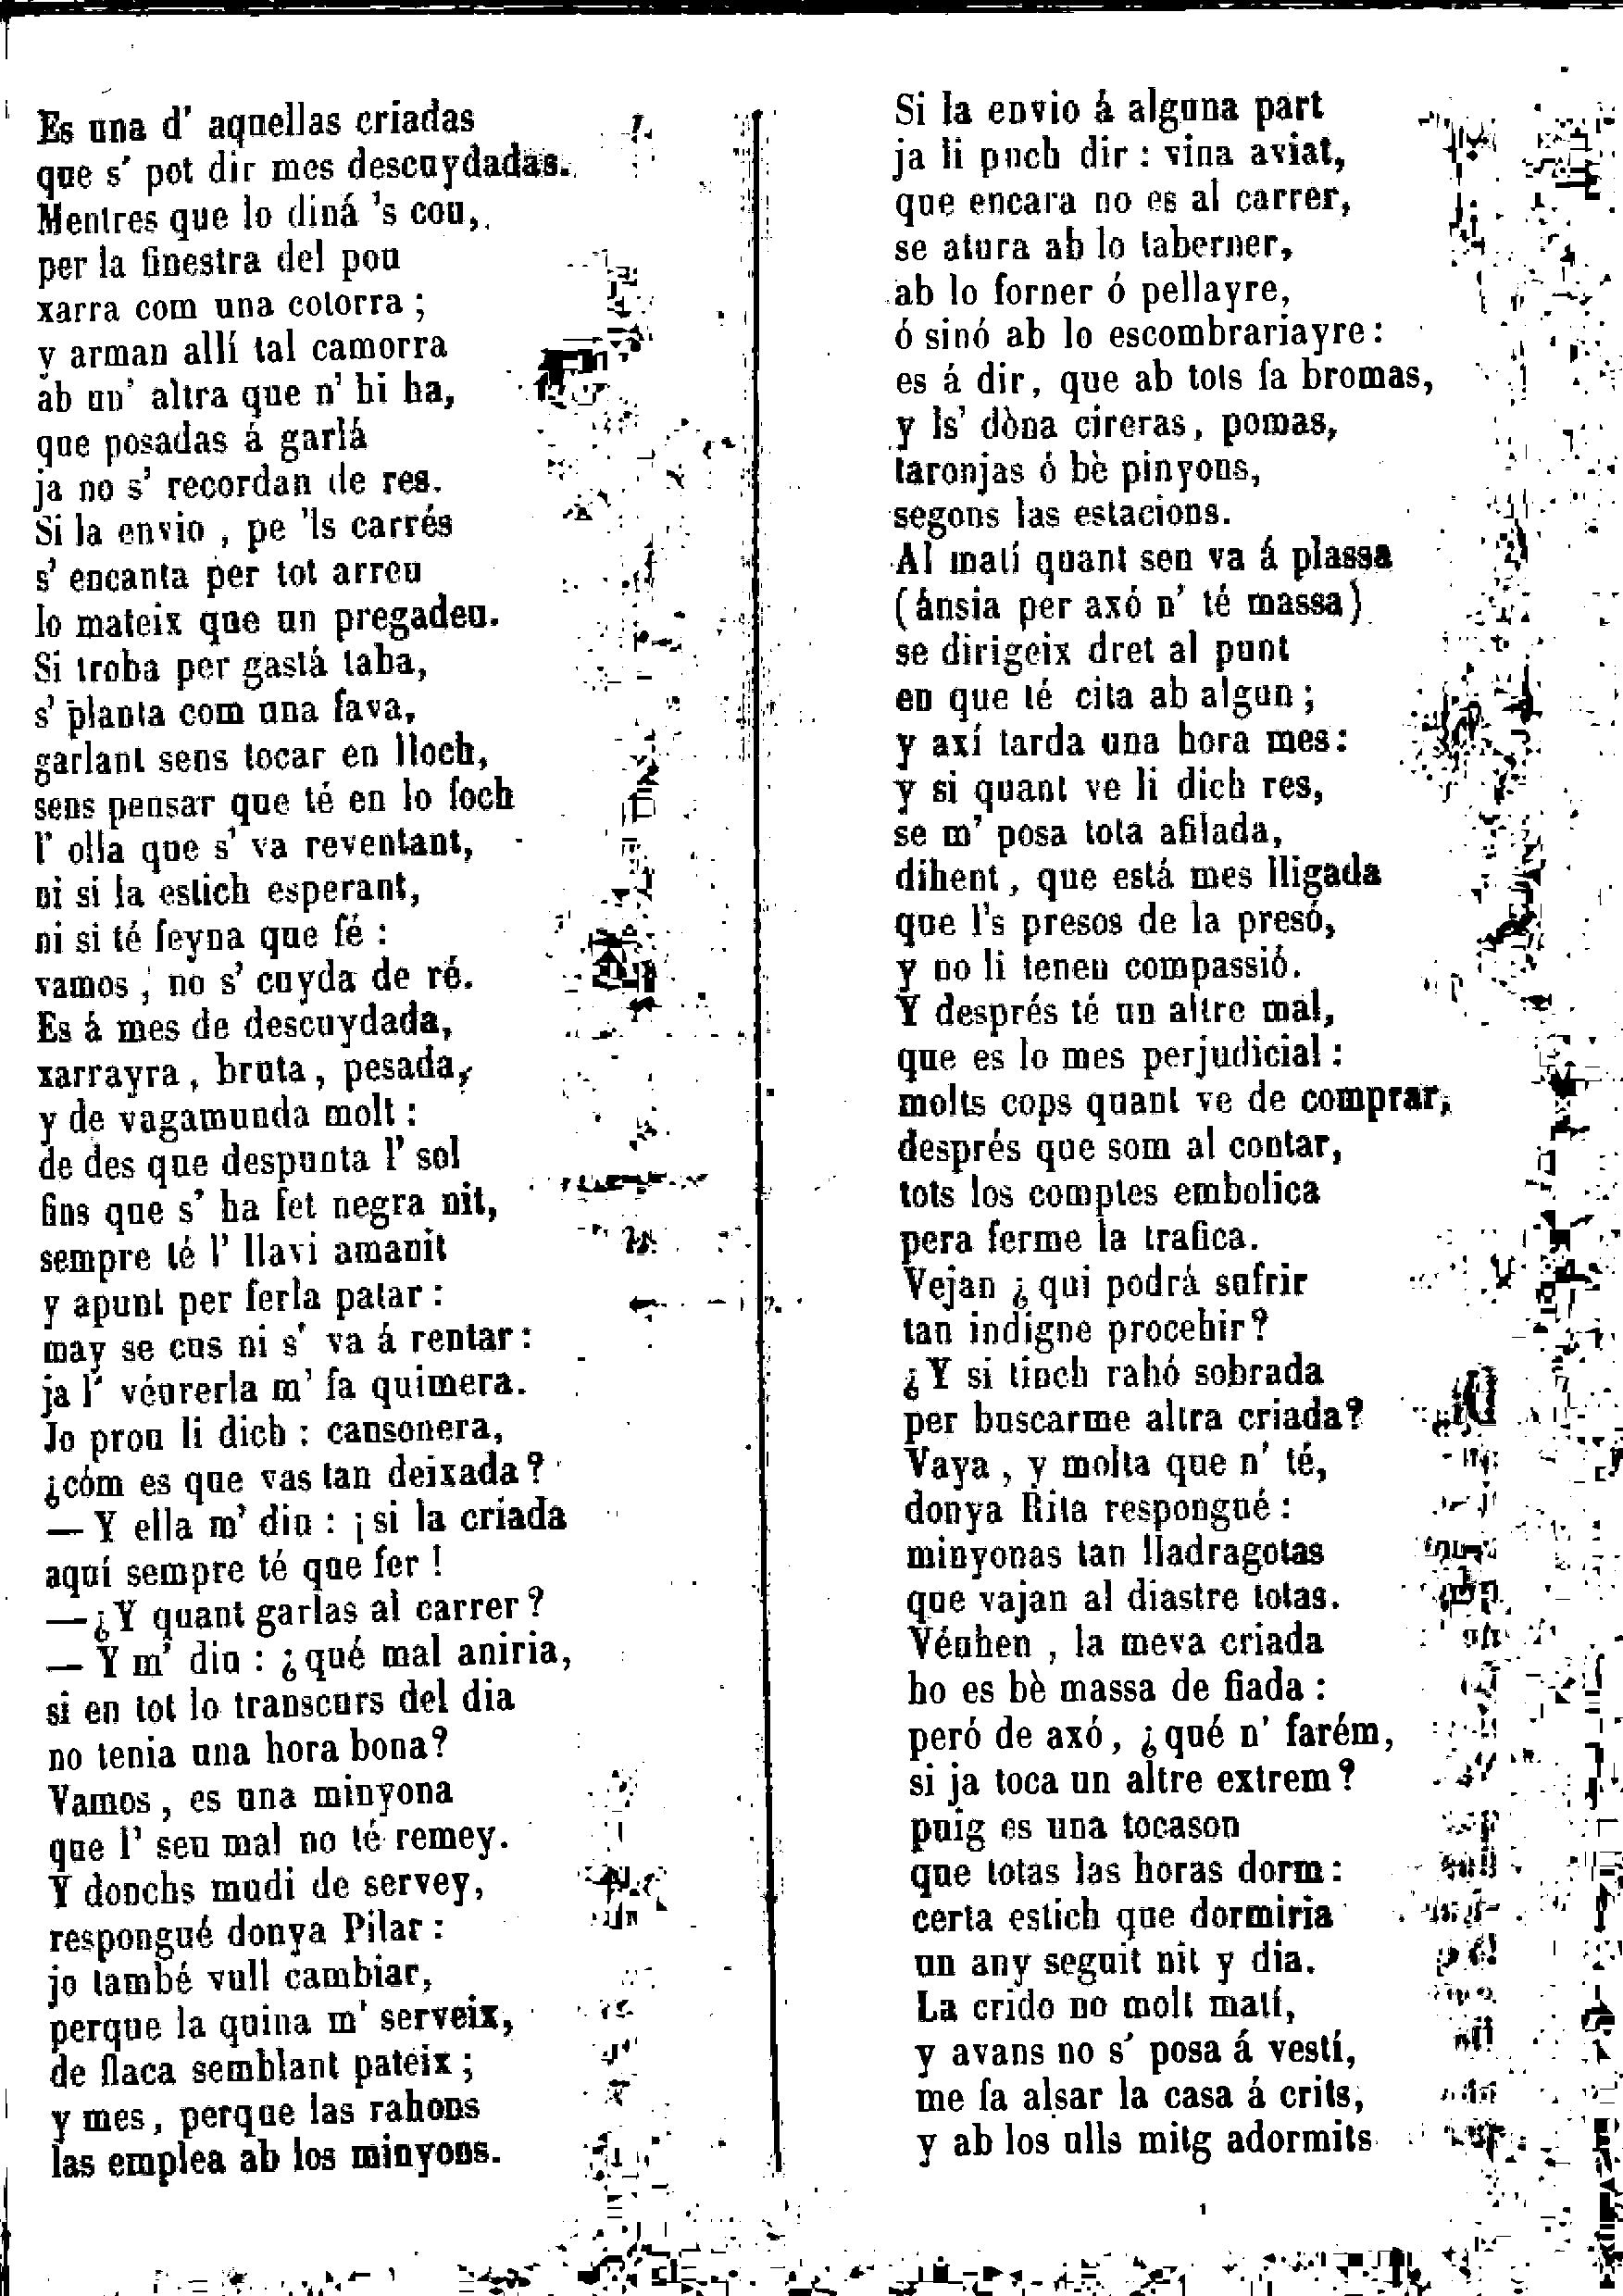 Es una d' aquellas criadas
que s' pot dir mes descuydadas.
Mentres que lo diná 's cou,
per la finestra del pou
xarra com una cotorra ;
y arman allí tal camorra
ab un' altra que n' hi ha,
que posadas á garlá
ja no s' recordan de res.
Si la envio , pe 'ls carrés
s' encanta per tot arreu
lo mateix que un pregadeu.
Si troba per gastá taba,
s' planta com una fava,
garlant sens tocar en lloch,
sens pensar que té en lo foch
l' olla que s' va reventant,
ni si la estich esperant,
ni si té feyna que fé :
vamos , no s' cuyda de ré.
Es á mes de descuydada,
xarrayra , bruta , pesada,
y de vagamunda molt :
de des que despunta l' sol
fins que s' ha fet negra nit,
sempre té l' llavi amanit
y apunt per ferla patar :
may se cus ni s' va á rentar :
ja l' véurerla m' fa quimera.
Jo prou li dich : cansonera,
¿cóm es que vas tan deixada?
— Y ella m' diu : ¡ si la criada
aquí sempre té que fer !
—¿Y quant garlas al carrer?
— Y m' diu : ¿ qué mal aniria,
si en tot lo transcurs del dia
no tenia una hora bona?
Vamos , es una minyona
que l' seu mal no té remey.
Y donchs mudi de servey,
respongué donya Pilar :
jo també vull cambiar,
perque la quina m' serveix,
de flaca semblant pateix ;
y mes , perque las rahons
las emplea ab los minyons.
Si la envio á alguna part
ja li puch dir : vina aviat,
que encara no es al carrer,
se atura ab lo taberner,
ab lo forner ó pellayre,
ó sinó ab lo escombrariayre :
es á dir, que ab tots fa bromas,
y ls' dòna cireras , pomas,
taronjas ó bè pinyons,
segons las estacions.
Al matí quant sen va á plassa
(ánsia per axó n' té massa)
se dirigeix dret al punt
en que té cita ab algun ;
y axí tarda una hora mes :
y si quant ve li dich res,
se m' posa tota afilada,
dihent , que está mes lligada
que l's presos de la presó,
y no li teneu compassió.
Y després té un altre mal,
que es lo mes perjudicial :
molts cops quant ve de comprar,
després que som al contar,
tots los comptes embolica
pera ferme la trafica.
Vejan ¿ qui podrá sufrir
tan indigne procehir?
¿Y si tinch rahó sobrada
per buscarme altra criada?
Vaya , y molta que n' té,
donya Rita respongué :
minyonas tan lladragotas
que vajan al diastre totas.
Véuhen , la meva criada
ho es bè massa de fiada :
peró de axó , ¿ qué n' farém,
si ja toca un altre extrem?
puig es una tocason
que totas las horas dorm :
certa estich que dormiria
un any seguit nit y dia.
La crido no molt matí,
y avans no s' posa á vestí,
me fa alsar la casa á crits,
y ab los ulls mitg adormits